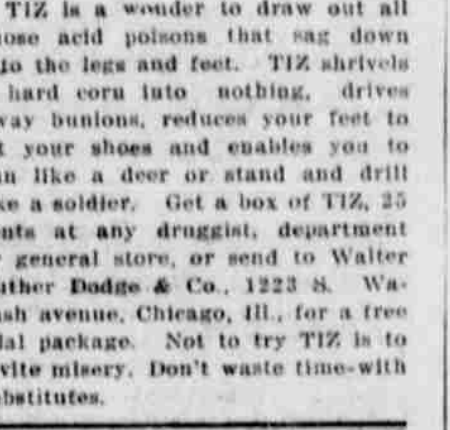 TIZ is a wonder to draw out all
ose acid poisons that sag down
to the legs and feet. TIZ shrivels
hard corn into nothing, drives
way bunions, reduces your feet to
t your shoes and enables you to
n like a deer or stand and drill
ke a soldier. Get a box of TIZ, 25
nts at any druggist, department
r general store, or send to Walter
uther Dodge & Co., 1223 S. Wa-
sh avenue, Chicago, Ill., for a free
ial package. Not to try TIZ is to
vite misery. Don't waste time-with
bstitutes.